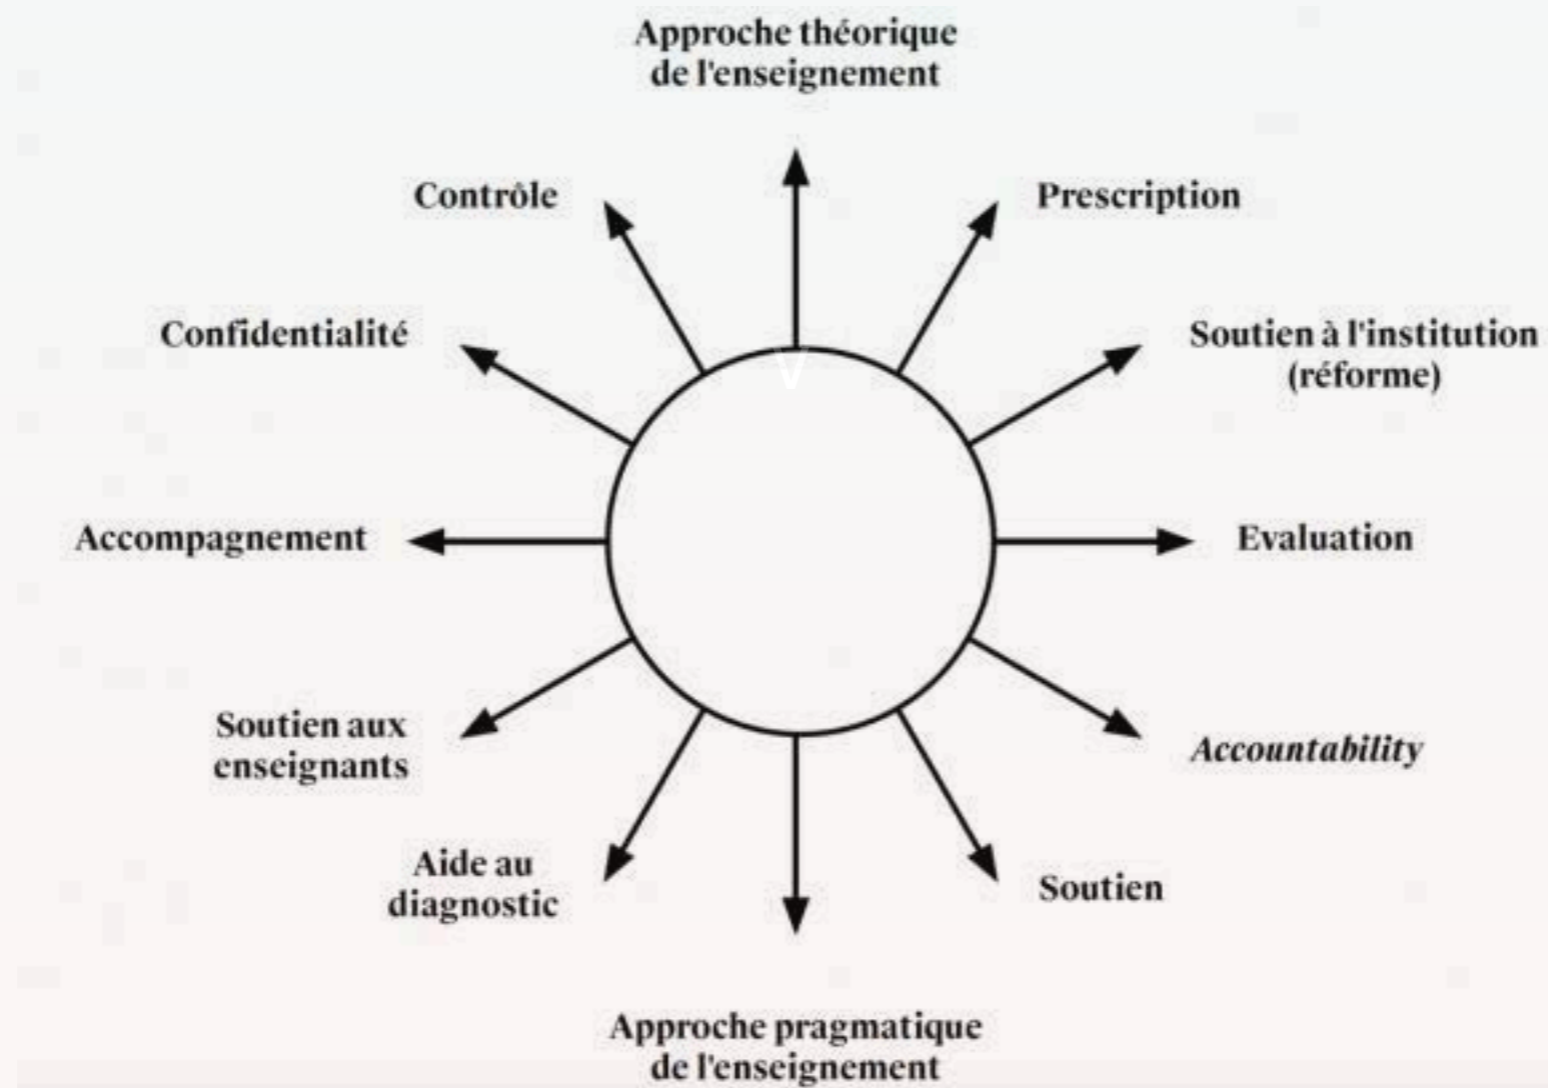 Approche théorique
de l'enseignement
Contrôle
Prescription
Confidentialité
Soutien à l'institution
(réforme)
Accompagnement
Evaluation
Soutien aux
enseignants
Accountability
Aide au
diagnostic
Soutien
Approche pragmatique
de l'enseignement